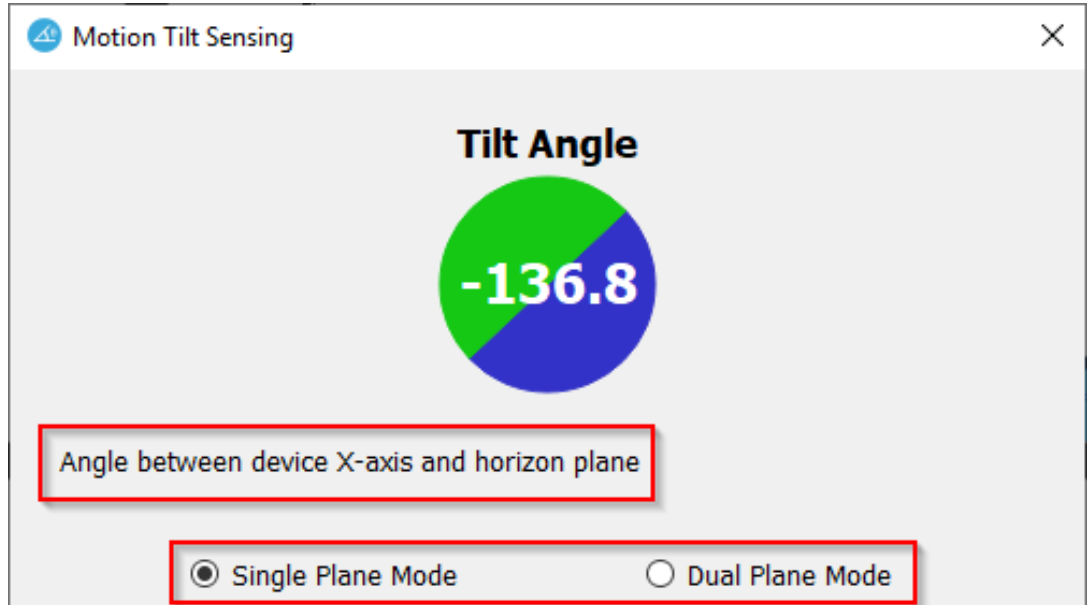 Motion Tilt Sensing
Tilt Angle
-136.8
Angle between device X-axis and horizon plane
Single Plane Mode Dual Plane Mode